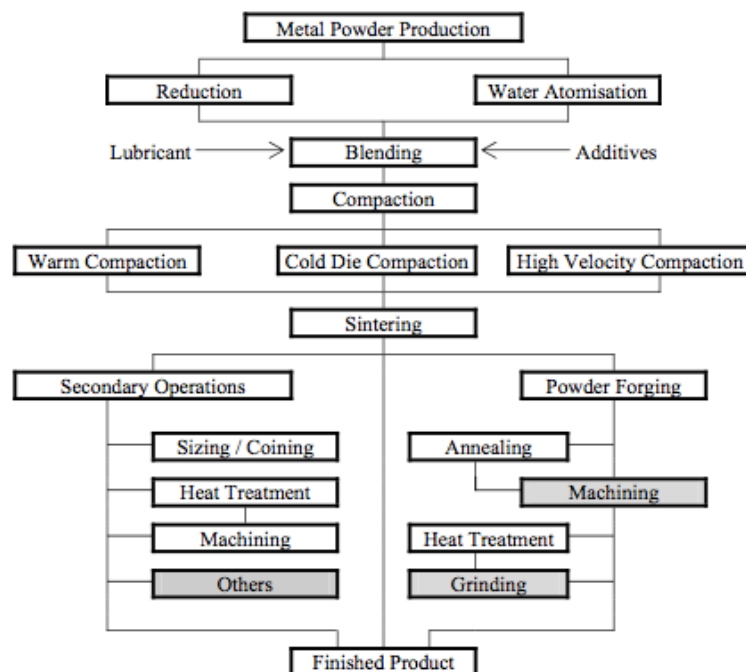 Metal Powder Production
Reduction
Water Atomisation
Lubricant
Blending
Additives
Compaction
Warm Compaction
Cold Die Compaction
High Velocity Compaction
Sintering
Secondary Operations
Powder Forging
Sizing / Coining
Annealing
Heat Treatment
Machining
Machining
Heat Treatment
Others
Grinding
Finished Product